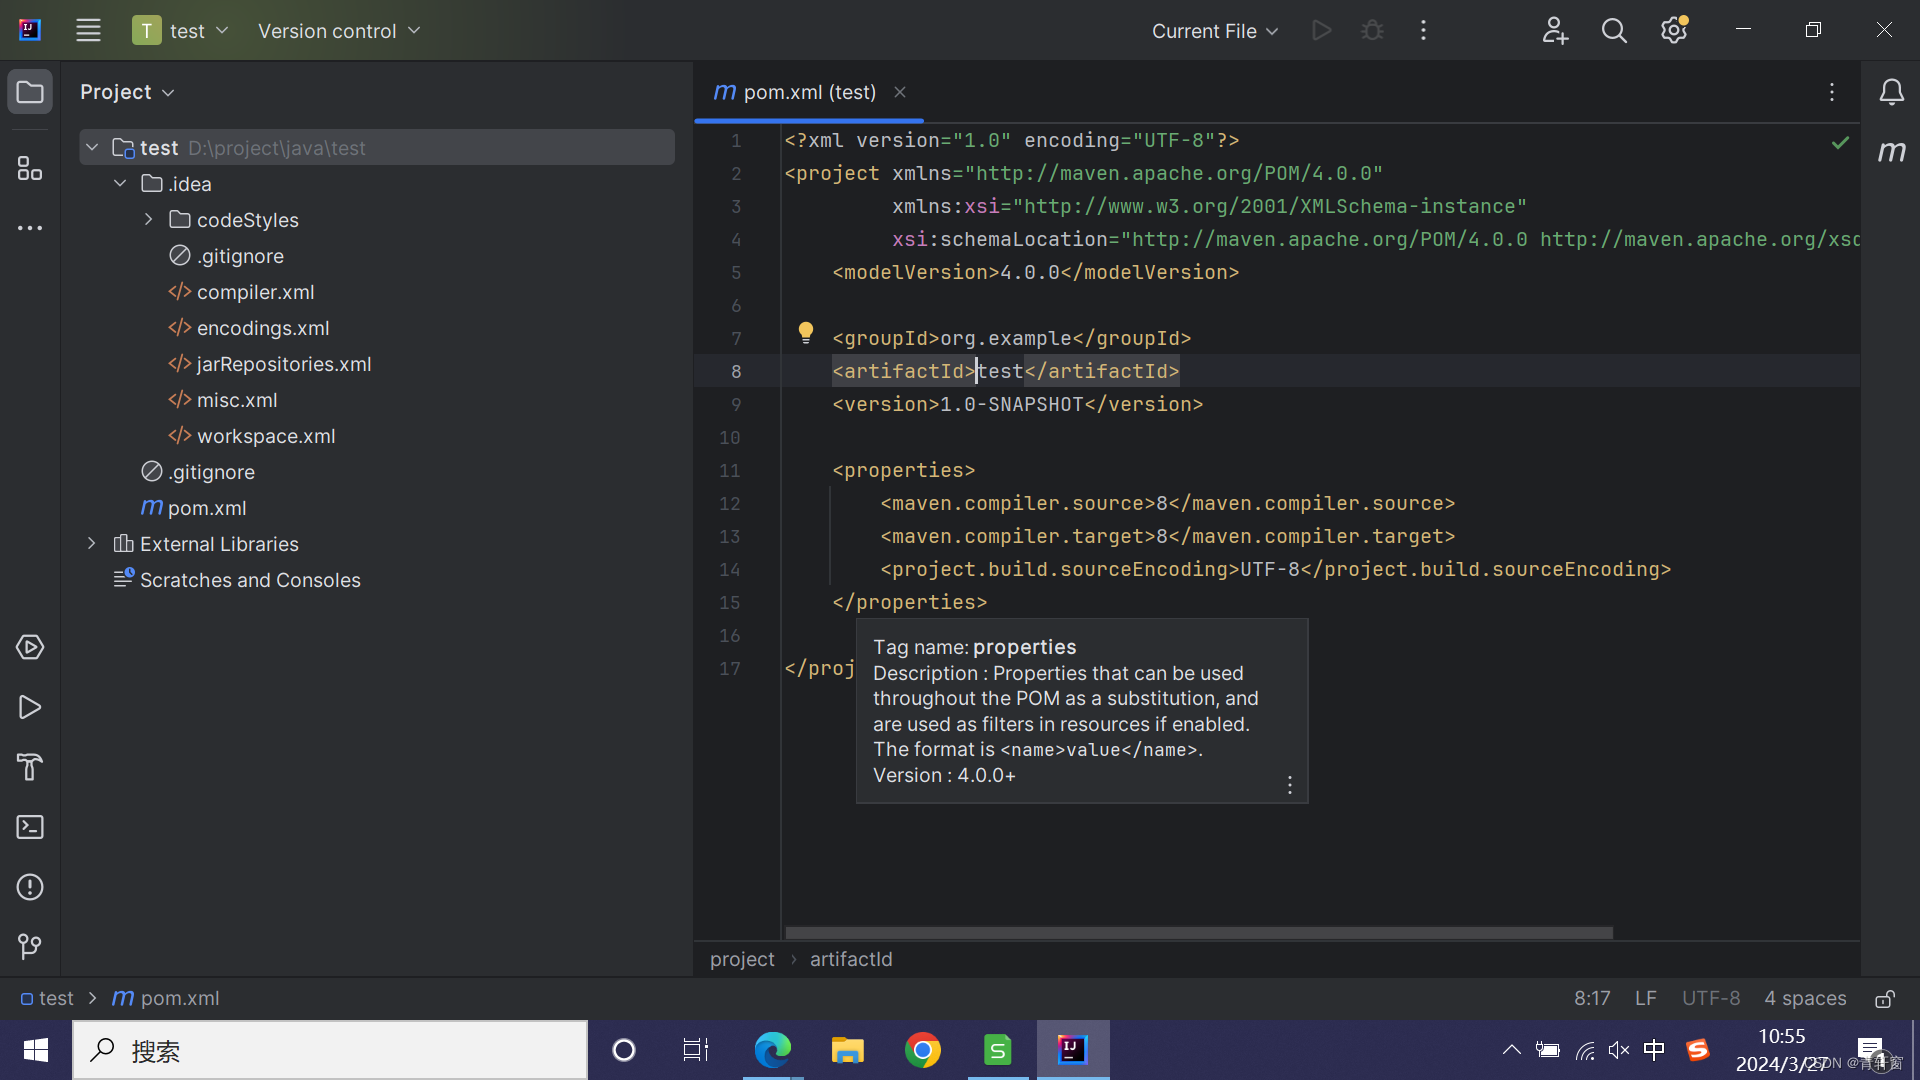 test
Version control
Current File
Project
pom.xml (test)
test D:\project\java\test
.idea
codeStyles
.gitignore
compiler.xml
encodings.xml
jarRepositories.xml
misc.xml
workspace.xml
.gitignore
pom.xml
External Libraries
Scratches and Consoles
1 <?xml version="1.0" encoding="UTF-8"?>
2 <project xmlns="http://maven.apache.org/POM/4.0.0"
3 xmlns:xsi="http://www.w3.org/2001/XMLSchema-instance"
4 xsi:schemaLocation="http://maven.apache.org/POM/4.0.0 http://maven.apache.org/xsd
5 <modelVersion>4.0.0</modelVersion>
6
7 <groupId>org.example</groupId>
8 <artifactId>test</artifactId>
9 <version>1.0-SNAPSHOT</version>
10
11 <properties>
12 <maven.compiler.source>8</maven.compiler.source>
13 <maven.compiler.target>8</maven.compiler.target>
14 <project.build.sourceEncoding>UTF-8</project.build.sourceEncoding>
15 </properties>
16
17 </proj
Tag name: properties
Description : Properties that can be used
throughout the POM as a substitution, and
are used as filters in resources if enabled.
The format is <name>value</name>.
Version : 4.0.0+
project > artifactId
test > pom.xml
8:17 LF UTF-8 4 spaces
搜索
中
10:55
2024/3/27